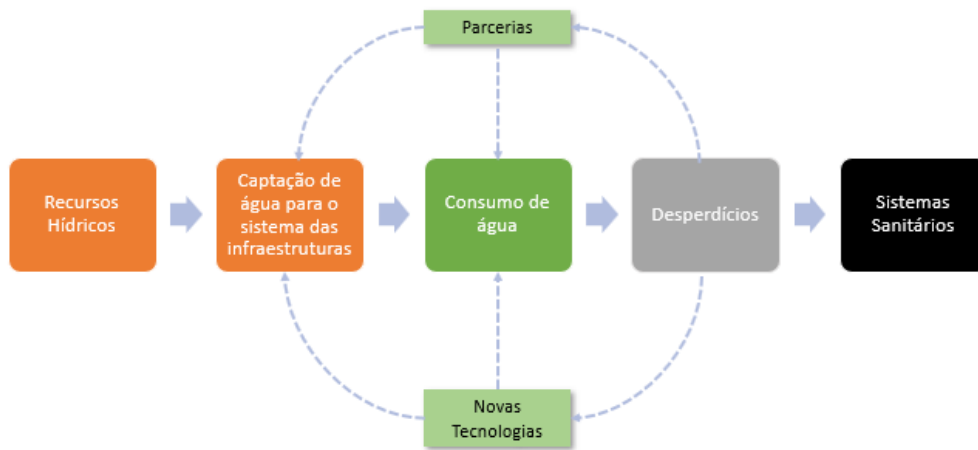 Parcerias
Recursos
Hídricos
Captação de
água para o
sistema das
infraestruturas
Consumo de
água
Desperdícios
Sistemas
Sanitários
Novas
Tecnologias